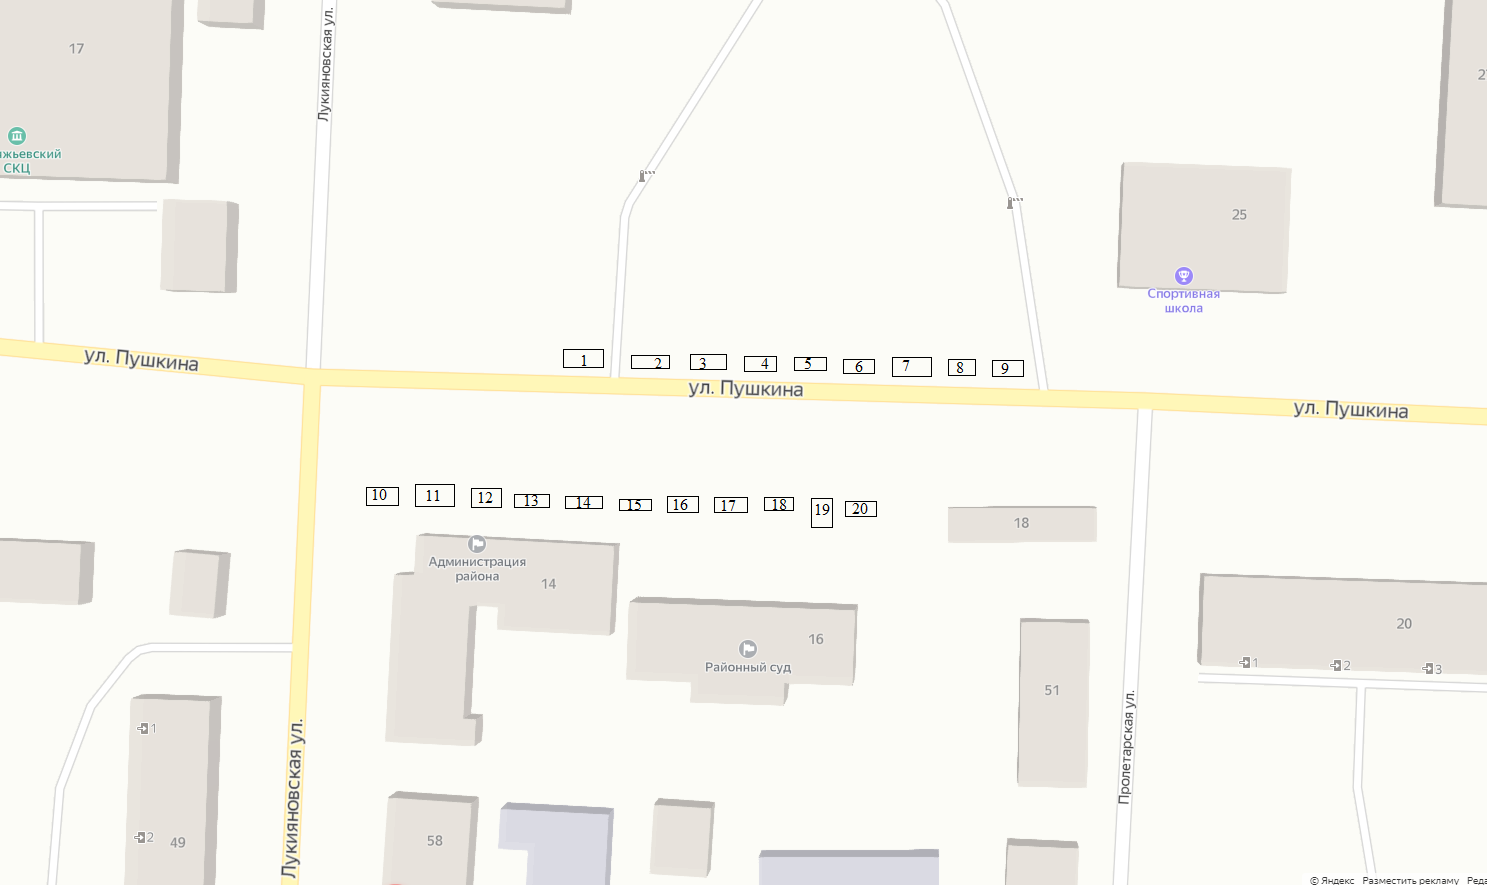 17
Лукияновская ул.
жьевский
СКЦ
25
Спортивная
школа
ул. Пушкина
1
2
3
4
5
6
7
8
9
ул. Пушкина
ул. Пушкина
10
11
12
13
14
15
16
17
18
19
20
18
Администрация
района
14
16
Районный суд
20
1
2
3
51
Пролетарская ул.
Лукияновская ул.
1
2
49
58
© Яндекс Разместить рекламу